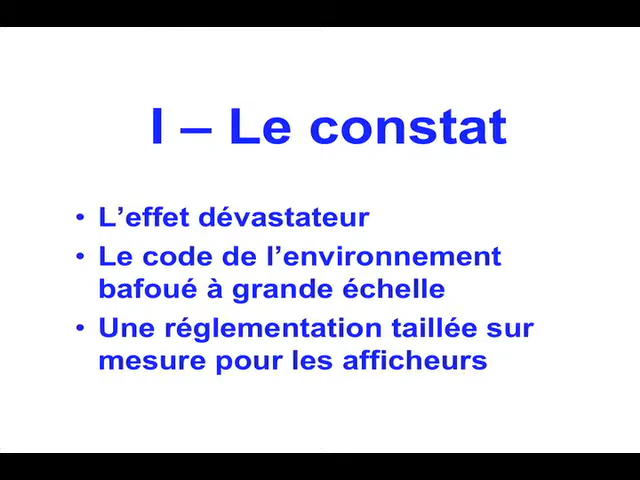 I – Le constat
• L’effet dévastateur
• Le code de l’environnement
bafoué à grande échelle
• Une réglementation taillée sur
mesure pour les afficheurs